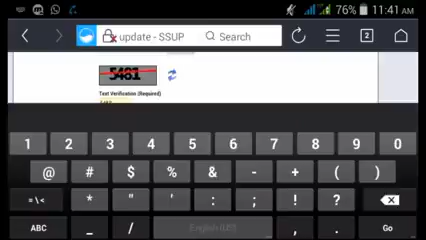 76% 11:41 AM
update - SSUP Search 2
5461
Text Verification (Required)
1 2 3 4 5 6 7 8 9 0
@ # $ % & - + ( )
=\< * " ' : ; ! ?
ABC _ / English (US) , . Go